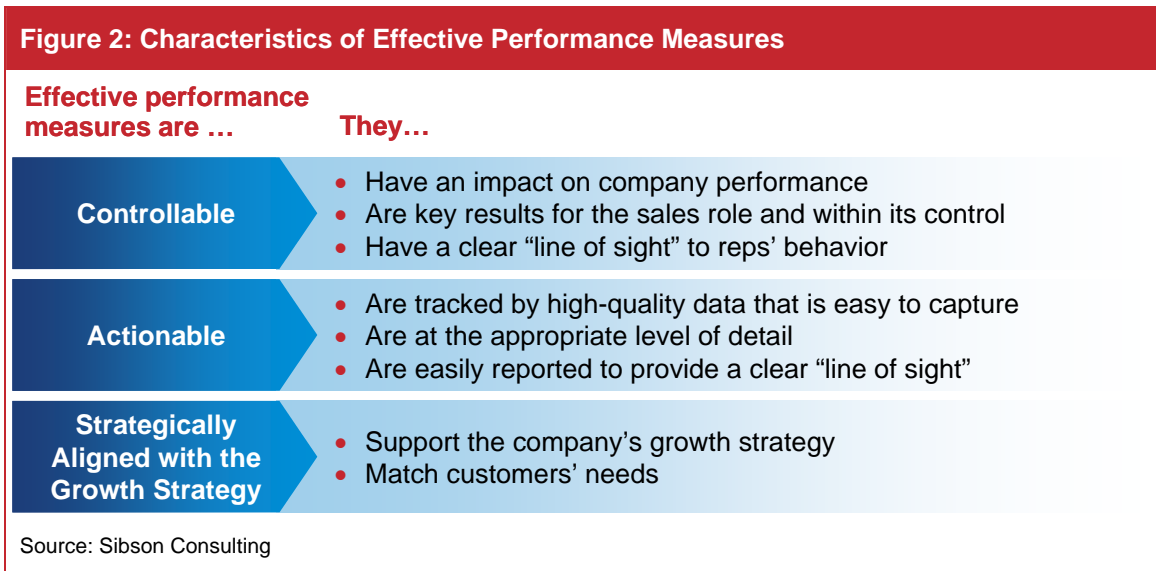 Figure 2: Characteristics of Effective Performance Measures
Effective performance
measures are …
They…
Controllable
• Have an impact on company performance
• Are key results for the sales role and within its control
• Have a clear “line of sight” to reps’ behavior
Actionable
• Are tracked by high-quality data that is easy to capture
• Are at the appropriate level of detail
• Are easily reported to provide a clear “line of sight”
Strategically
Aligned with the
Growth Strategy
• Support the company’s growth strategy
• Match customers’ needs
Source: Sibson Consulting